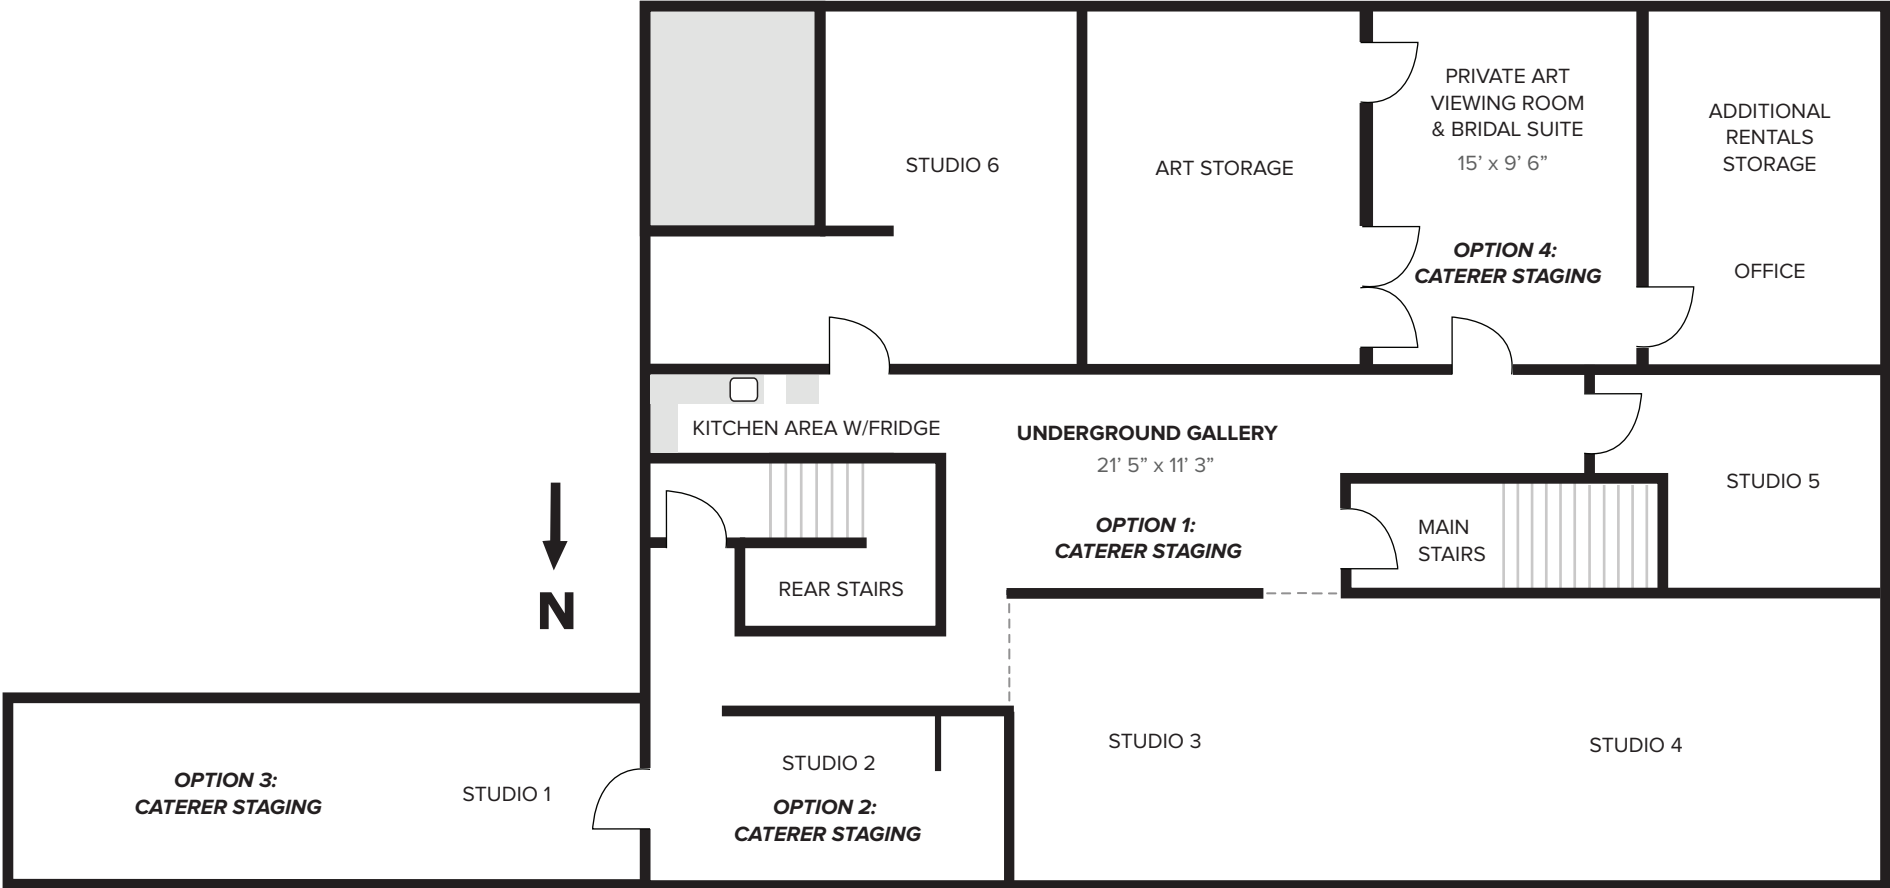 STUDIO 6
ART STORAGE
PRIVATE ART
VIEWING ROOM
& BRIDAL SUITE
15’ x 9’ 6”
OPTION 4:
CATERER STAGING
ADDITIONAL
RENTALS
STORAGE
OFFICE
KITCHEN AREA W/FRIDGE
UNDERGROUND GALLERY
21’ 5” x 11’ 3”
OPTION 1:
CATERER STAGING
MAIN
STAIRS
STUDIO 5
REAR STAIRS
N
OPTION 3:
CATERER STAGING
STUDIO 1
STUDIO 2
OPTION 2:
CATERER STAGING
STUDIO 3
STUDIO 4